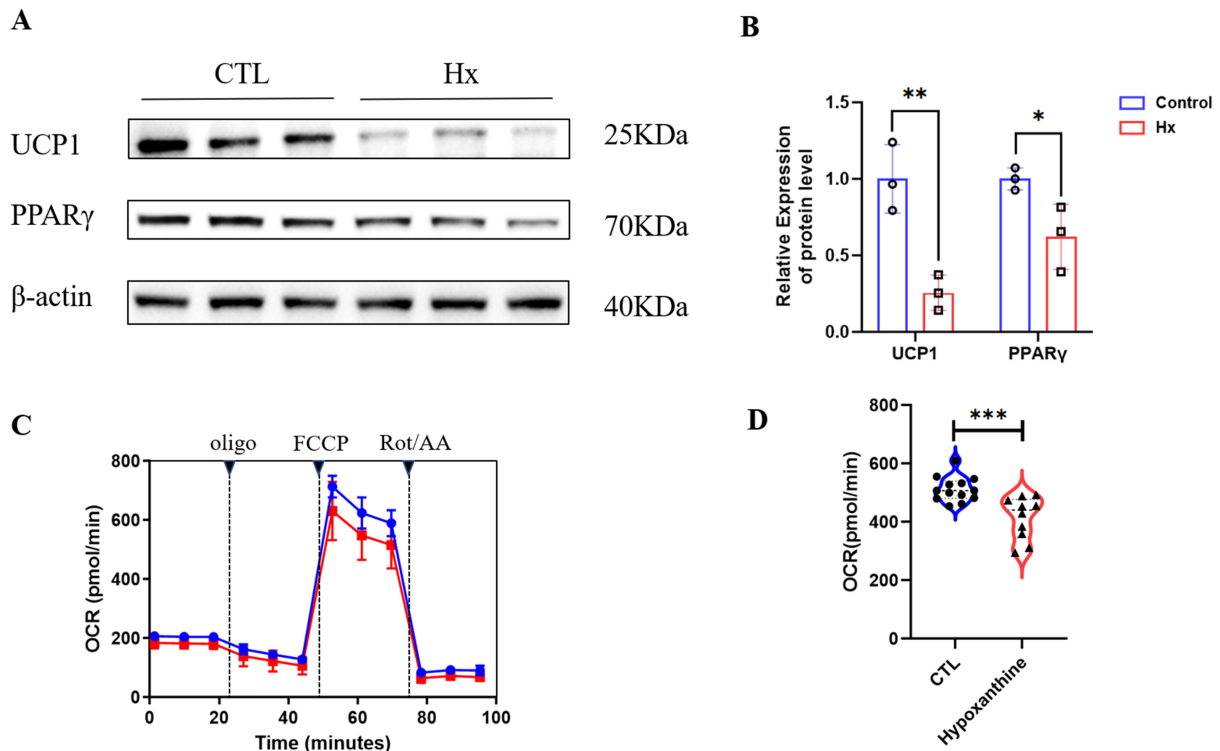 A
CTL Hx
UCP1 25KDa
PPARγ 70KDa
β-actin 40KDa
B
Relative Expression
of protein level
1.5
1.0
0.5
0.0
** *
UCP1 PPARγ
Control
Hx
C
oligo FCCP Rot/AA
OCR (pmol/min)
800
600
400
200
0
0 20 40 60 80 100
Time (minutes)
D
OCR(pmol/min)
800
600
400
200
0
***
CTL
Hypoxanthine